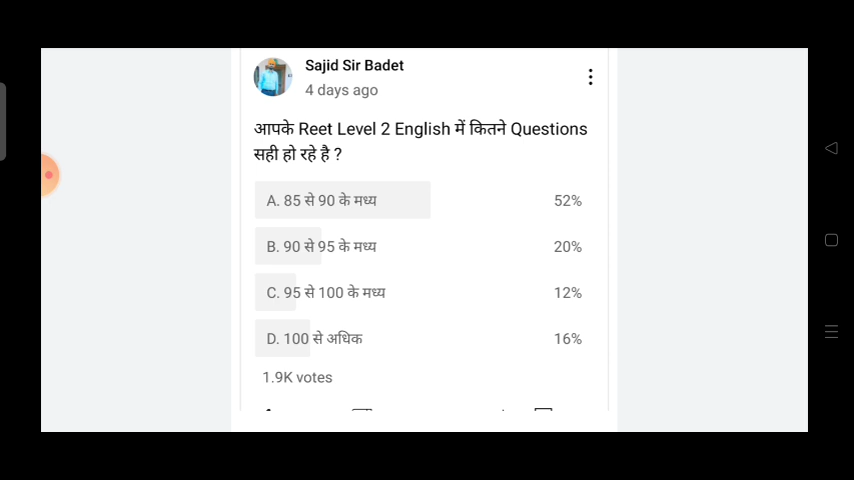 Sajid Sir Badet
4 days ago
आपके Reet Level 2 English में कितने Questions
सही हो रहे है ?
A. 85 से 90 के मध्य 52%
B. 90 से 95 के मध्य 20%
C. 95 से 100 के मध्य 12%
D. 100 से अधिक 16%
1.9K votes